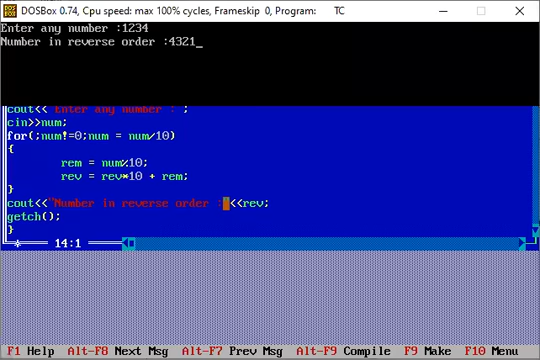 DOSBox 0.74, Cpu speed: max 100% cycles, Frameskip 0, Program: TC
Enter any number :1234
Number in reverse order :4321_
cout<<"Enter any number :";
cin>>num;
for(;num!=0;num = num/10)
{
rem = num%10;
rev = rev*10 + rem;
}
cout<<"Number in reverse order :"<<rev;
getch();
}
* 14:1
F1 Help Alt-F8 Next Msg Alt-F7 Prev Msg Alt-F9 Compile F9 Make F10 Menu